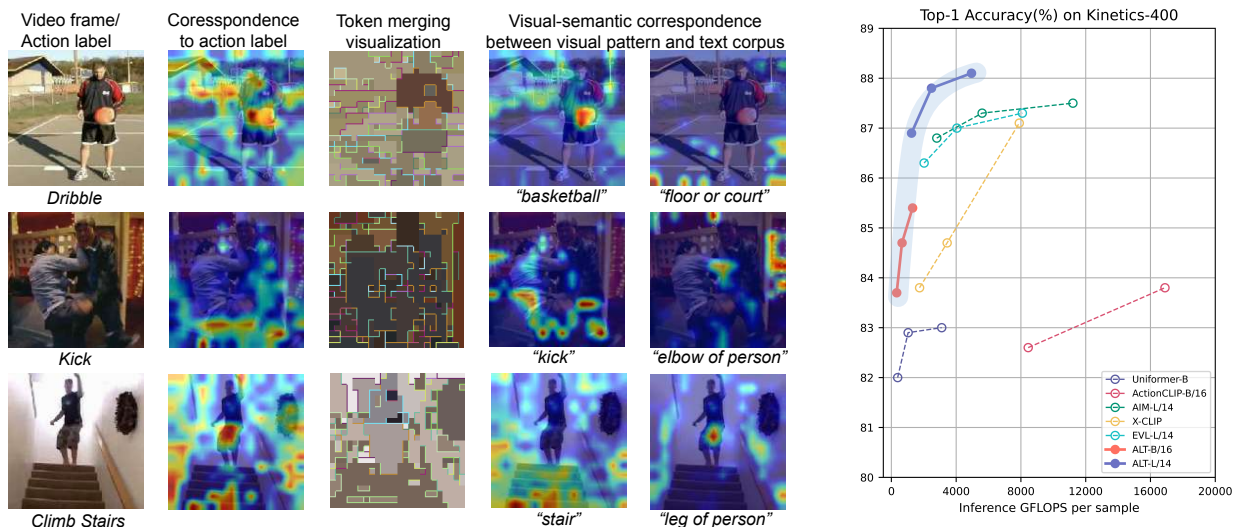 Video frame/
Action label
Coresspondence
to action label
Token merging
visualization
Visual-semantic correspondence
between visual pattern and text corpus
Dribble
“basketball”
“floor or court”
Kick
“kick”
“elbow of person”
Climb Stairs
“stair”
“leg of person”
Top-1 Accuracy(%) on Kinetics-400
89
88
87
86
85
84
83
82
81
80
0
4000
8000
12000
16000
20000
Inference GFLOPS per sample
Uniformer-B
ActionCLIP-B/16
AIM-L/14
X-CLIP
EVL-L/14
ALT-B/16
ALT-L/14